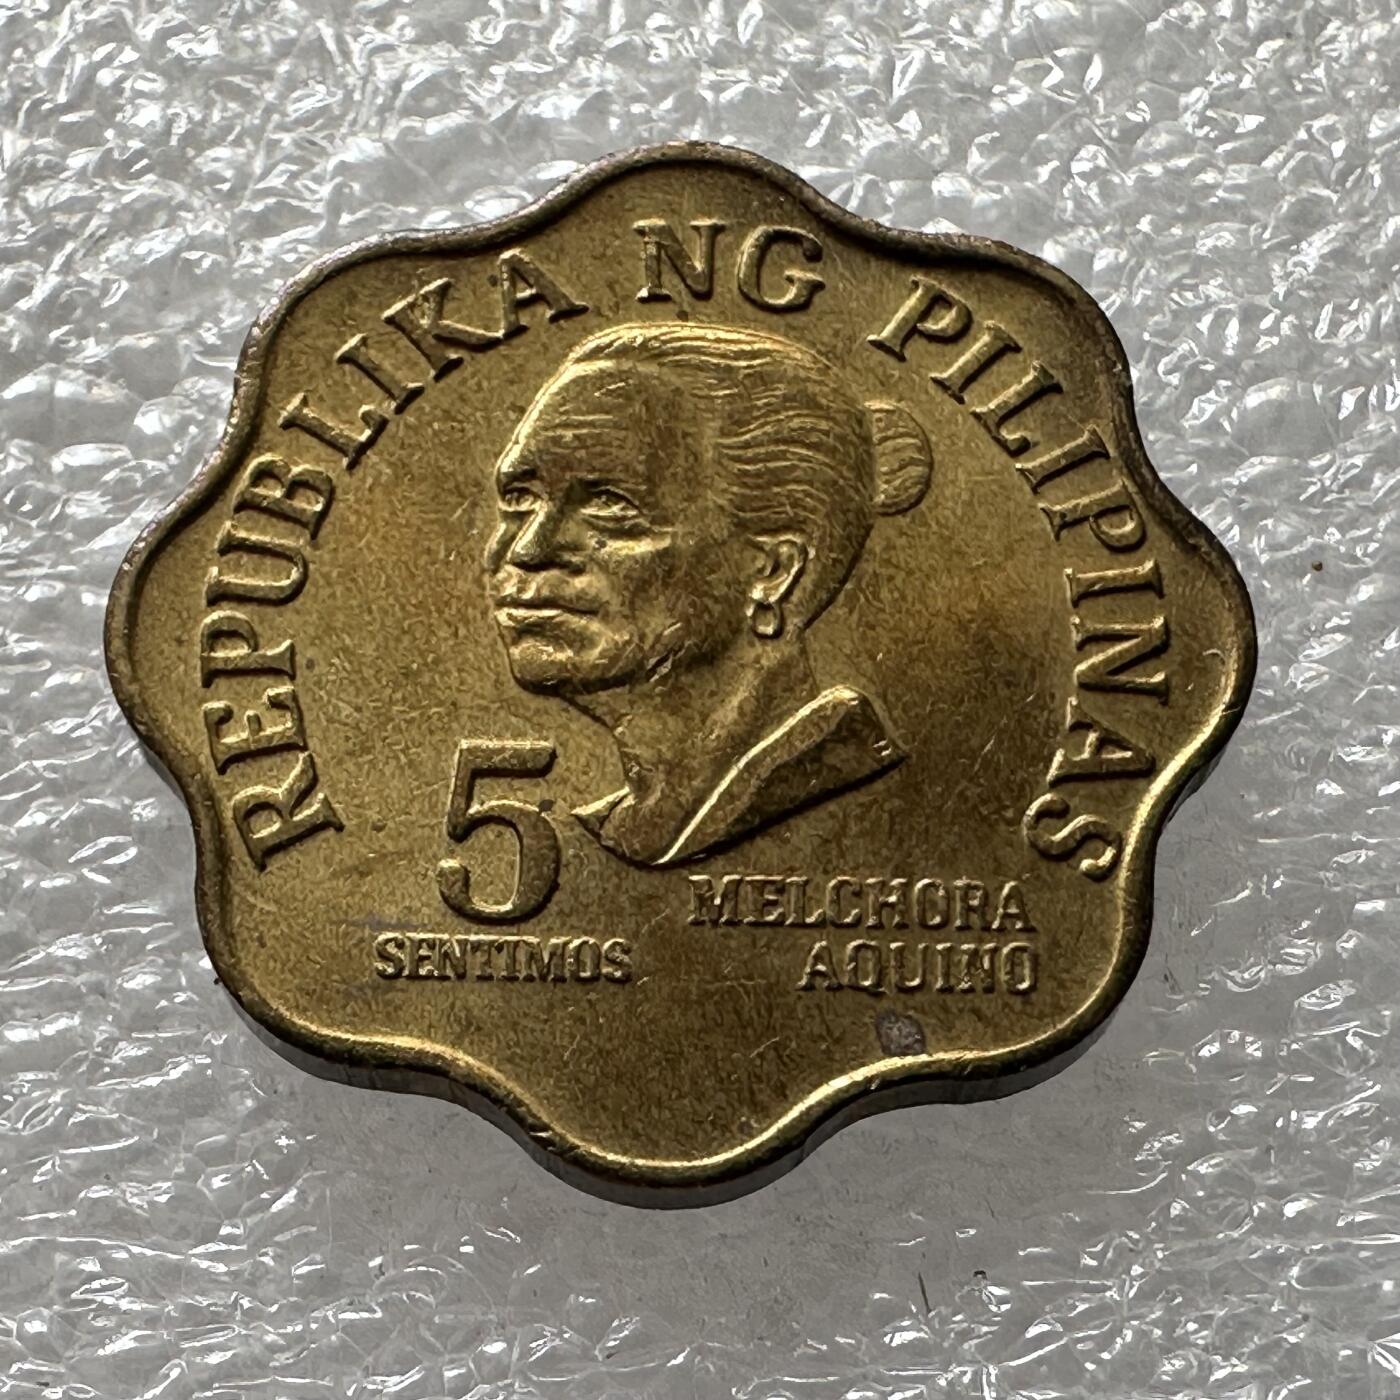 REPUBLIKA NG PILIPINAS
5
SENTIMOS
MELCHORA
AQUINO